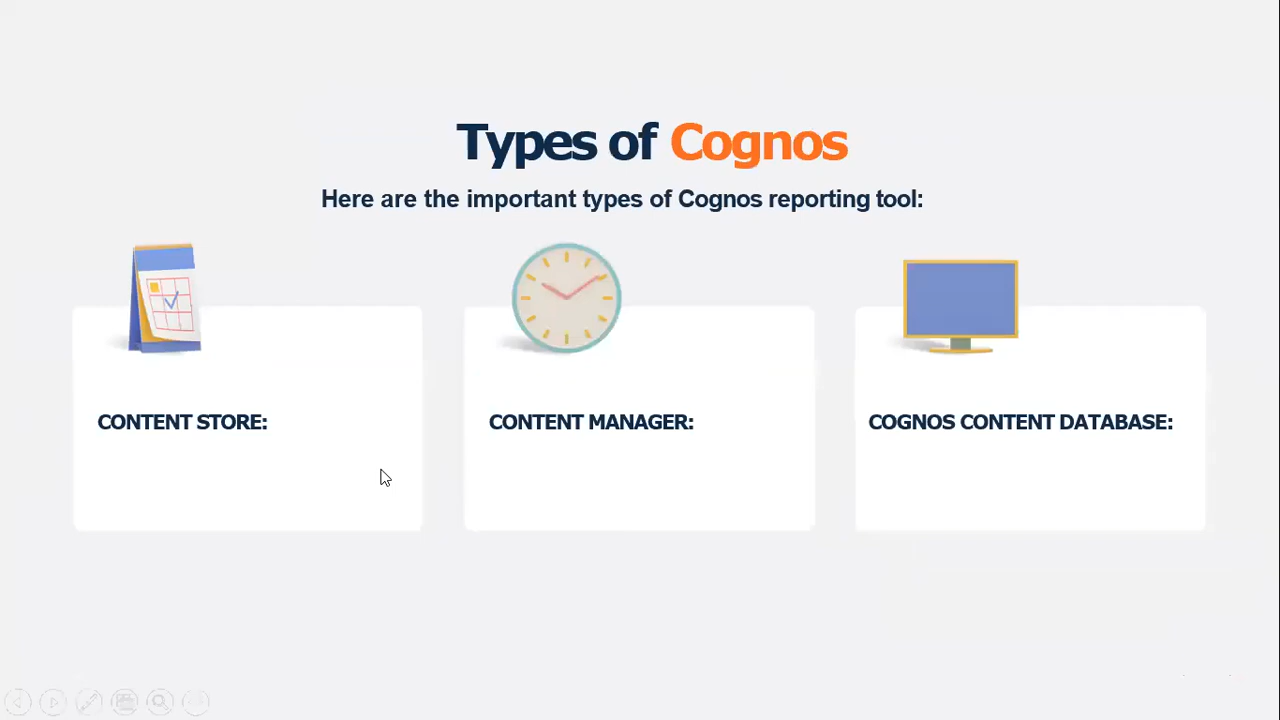 Types of Cognos
Here are the important types of Cognos reporting tool:
CONTENT STORE:
CONTENT MANAGER:
COGNOS CONTENT DATABASE: